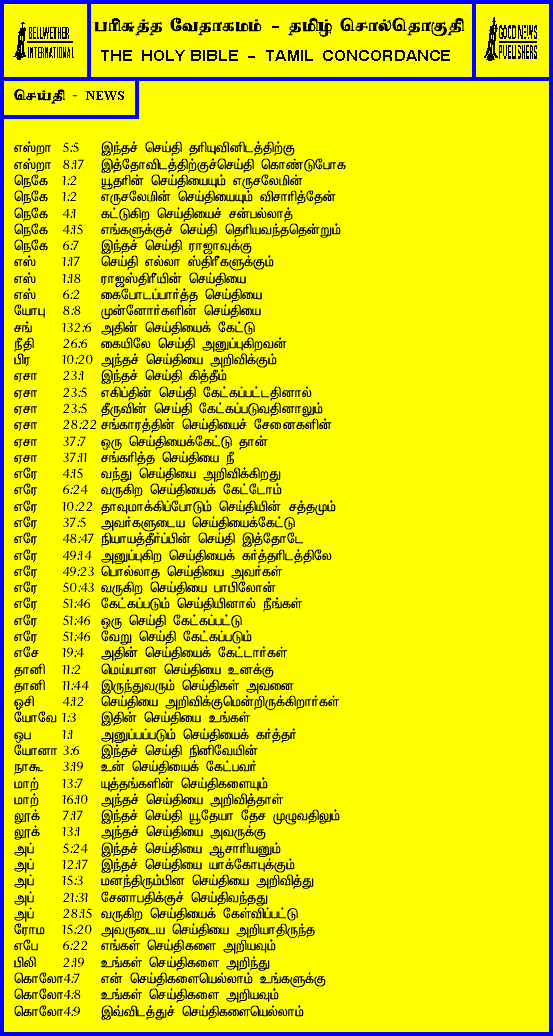 BELLWETHER
INTERNATIONAL
பரிசுத்த வேதாகமம் - தமிழ் சொல்தொகுதி
THE HOLY BIBLE - TAMIL CONCORDANCE
GOOD NEWS
PUBLISHERS
செய்தி - NEWS
எஸ்றா 5:5 இந்தச் செய்தி தரியுவினிடத்திற்கு
எஸ்றா 8:17 இத்தோவிடத்திற்குச்செய்தி கொண்டுபோக
நெகே 1:2 யூதரின் செய்தியையும் எருசலேமின்
நெகே 1:2 எருசலேமின் செய்தியையும் விசாரித்தேன்
நெகே 4:1 கட்டுகிற செய்தியைச் சன்பல்லாத்
நெகே 4:15 எங்களுக்குச் செய்தி தெரியவந்ததென்றும்
நெகே 6:7 இந்தச் செய்தி ராஜாவுக்கு
எஸ் 1:17 செய்தி எல்லா ஸ்திரீகளுக்கும்
எஸ் 1:18 ராஜஸ்திரீயின் செய்தியை
எஸ் 6:2 கைபோடப்பார்த்த செய்தியை
யோபு 8:8 முன்னோர்களின் செய்தியை
சங் 132:6 அதின் செய்தியைக் கேட்டு
நீதி 26:6 கையிலே செய்தி அனுப்புகிறவன்
பிர 10:20 அந்தச் செய்தியை அறிவிக்கும்
ஏசா 23:1 இந்தச் செய்தி கித்தீம்
ஏசா 23:5 எகிப்தின் செய்தி கேட்கப்பட்டதினால்
ஏசா 23:5 தீருவின் செய்தி கேட்கப்படுவதினாலும்
ஏசா 28:22 சங்காரத்தின் செய்தியைச் சேனைகளின்
ஏசா 37:7 ஒரு செய்தியைக்கேட்டு தான்
ஏசா 37:11 சங்கரித்த செய்தியை நீ
எரே 4:15 வந்து செய்தியை அறிவிக்கிறது
எரே 6:24 வருகிற செய்தியைக் கேட்டோம்
எரே 10:22 தாவுமாக்கிப்போடும் செய்தியின் சத்தமும்
எரே 37:5 அவர்களுடைய செய்தியைக்கேட்டு
எரே 48:47 நியாயத்தீர்ப்பின் செய்தி இத்தோடே
எரே 49:14 அனுப்புகிற செய்தியைக் கர்த்தரிடத்திலே
எரே 49:23 பொல்லாத செய்தியை அவர்கள்
எரே 50:43 வருகிற செய்தியை பாபிலோன்
எரே 51:46 கேட்கப்படும் செய்தியினால் நீங்கள்
எரே 51:46 ஒரு செய்தி கேட்கப்பட்டு
எரே 51:46 வேறு செய்தி கேட்கப்படும்
எசே 19:4 அதின் செய்தியைக் கேட்டார்கள்
தானி 11:2 மெய்யான செய்தியை உனக்கு
தானி 11:44 இருந்துவரும் செய்திகள் அவனை
ஓசி 4:12 செய்தியை அறிவிக்குமென்றிருக்கிறார்கள்
யோவே 1:3 இதின் செய்தியை உங்கள்
ஒப 1:1 அனுப்பப்படும் செய்தியைக் கர்த்தர்
யோனா 3:6 இந்தச் செய்தி நினிவேயின்
நாகூ 3:19 உன் செய்தியைக் கேட்பவர்
மாற் 13:7 யுத்தங்களின் செய்திகளையும்
மாற் 16:10 அந்தச் செய்தியை அறிவித்தாள்
லூக் 7:17 இந்தச் செய்தி யூதேயா தேச முழுவதிலும்
லூக் 13:1 அந்தச் செய்தியை அவருக்கு
அப் 5:24 இந்தச் செய்தியை ஆசாரியனும்
அப் 12:17 இந்தச் செய்தியை யாக்கோபுக்கும்
அப் 15:3 மனந்திரும்பின செய்தியை அறிவித்து
அப் 21:31 சேனாபதிக்குச் செய்திவந்தது
அப் 28:15 வருகிற செய்தியைக் கேள்விப்பட்டு
ரோம 15:20 அவருடைய செய்தியை அறியாதிருந்த
எபே 6:22 எங்கள் செய்திகளை அறியவும்
பிலி 2:19 உங்கள் செய்திகளை அறிந்து
கொலோ 4:7 என் செய்திகளையெல்லாம் உங்களுக்கு
கொலோ 4:8 உங்கள் செய்திகளை அறியவும்
கொலோ 4:9 இவ்விடத்துச் செய்திகளையெல்லாம்